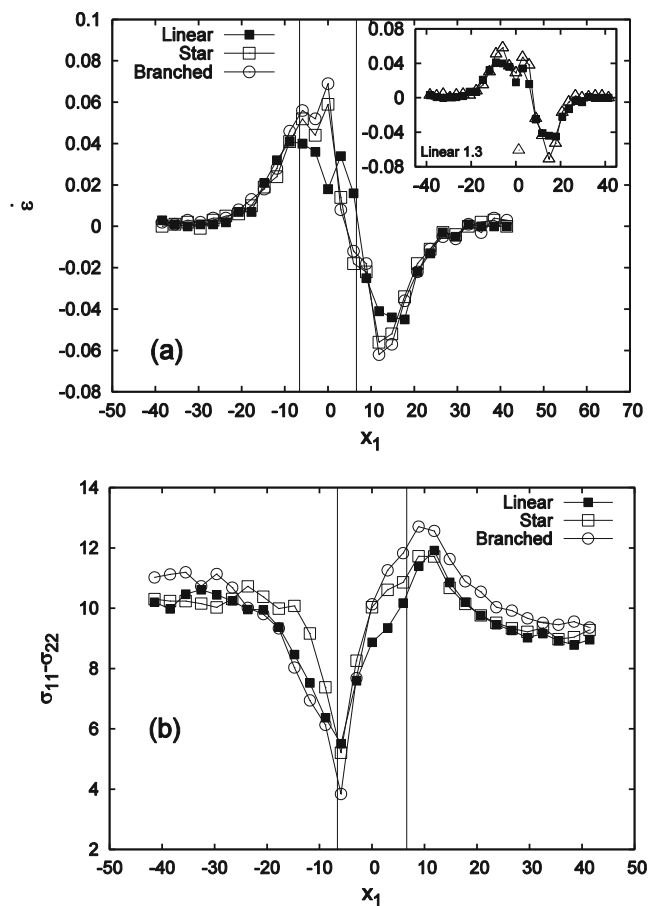 0.1
0.08
0.06
0.04
0.02
0
-0.02
-0.04
-0.06
-0.08
ε̇
Linear
Star
Branched
(a)
-50 -40 -30 -20 -10 0 10 20 30 40 50 60 70
x₁
0.08
0.04
0
-0.04
-0.08
Linear 1.3
-40 -20 0 20 40
14
12
10
8
6
4
2
σ₁₁-σ₂₂
Linear
Star
Branched
(b)
-50 -40 -30 -20 -10 0 10 20 30 40 50
x₁